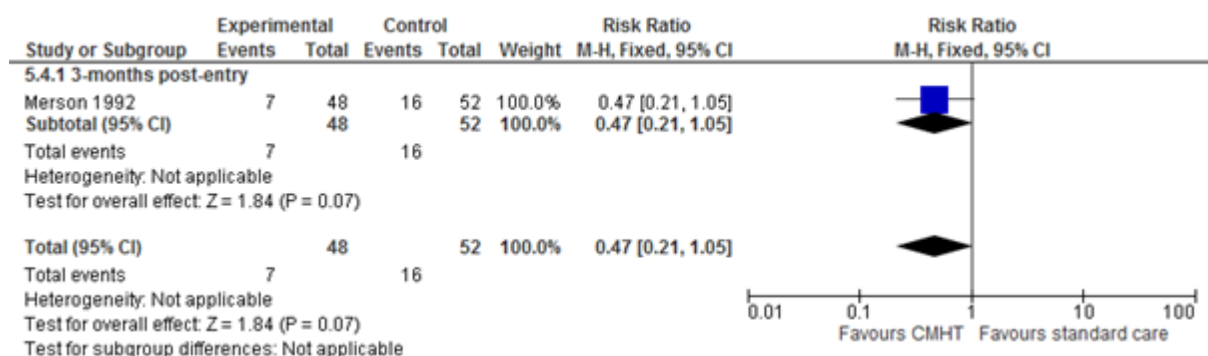 Experimental Control Risk Ratio Risk Ratio
Study or Subgroup Events Total Events Total Weight M-H, Fixed, 95% CI M-H, Fixed, 95% CI
5.4.1 3-months post-entry
Merson 1992 7 48 16 52 100.0% 0.47 [0.21, 1.05]
Subtotal (95% CI) 48 52 100.0% 0.47 [0.21, 1.05]
Total events 7 16
Heterogeneity: Not applicable
Test for overall effect: Z = 1.84 (P = 0.07)
Total (95% CI) 48 52 100.0% 0.47 [0.21, 1.05]
Total events 7 16
Heterogeneity: Not applicable
Test for overall effect: Z = 1.84 (P = 0.07)
Test for subgroup differences: Not applicable
0.01 0.1 1 10 100
Favours CMHT Favours standard care